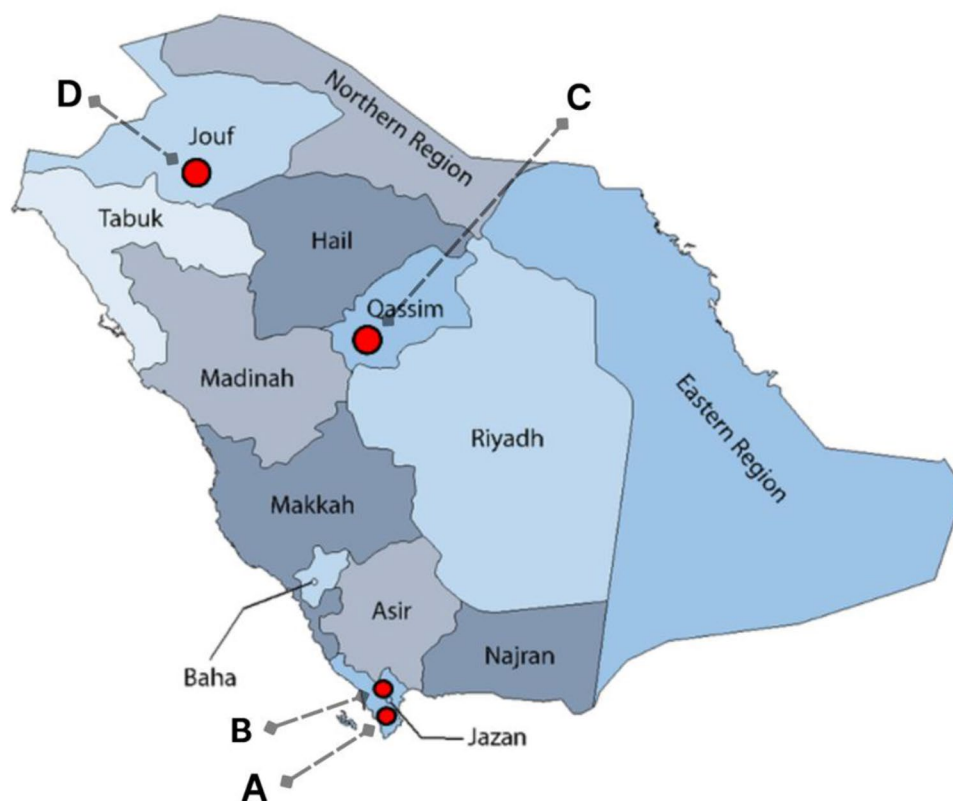 D
C
Northern Region
Jouf
Tabuk
Hail
Qassim
Madinah
Riyadh
Eastern Region
Makkah
Asir
Najran
Baha
B
Jazan
A